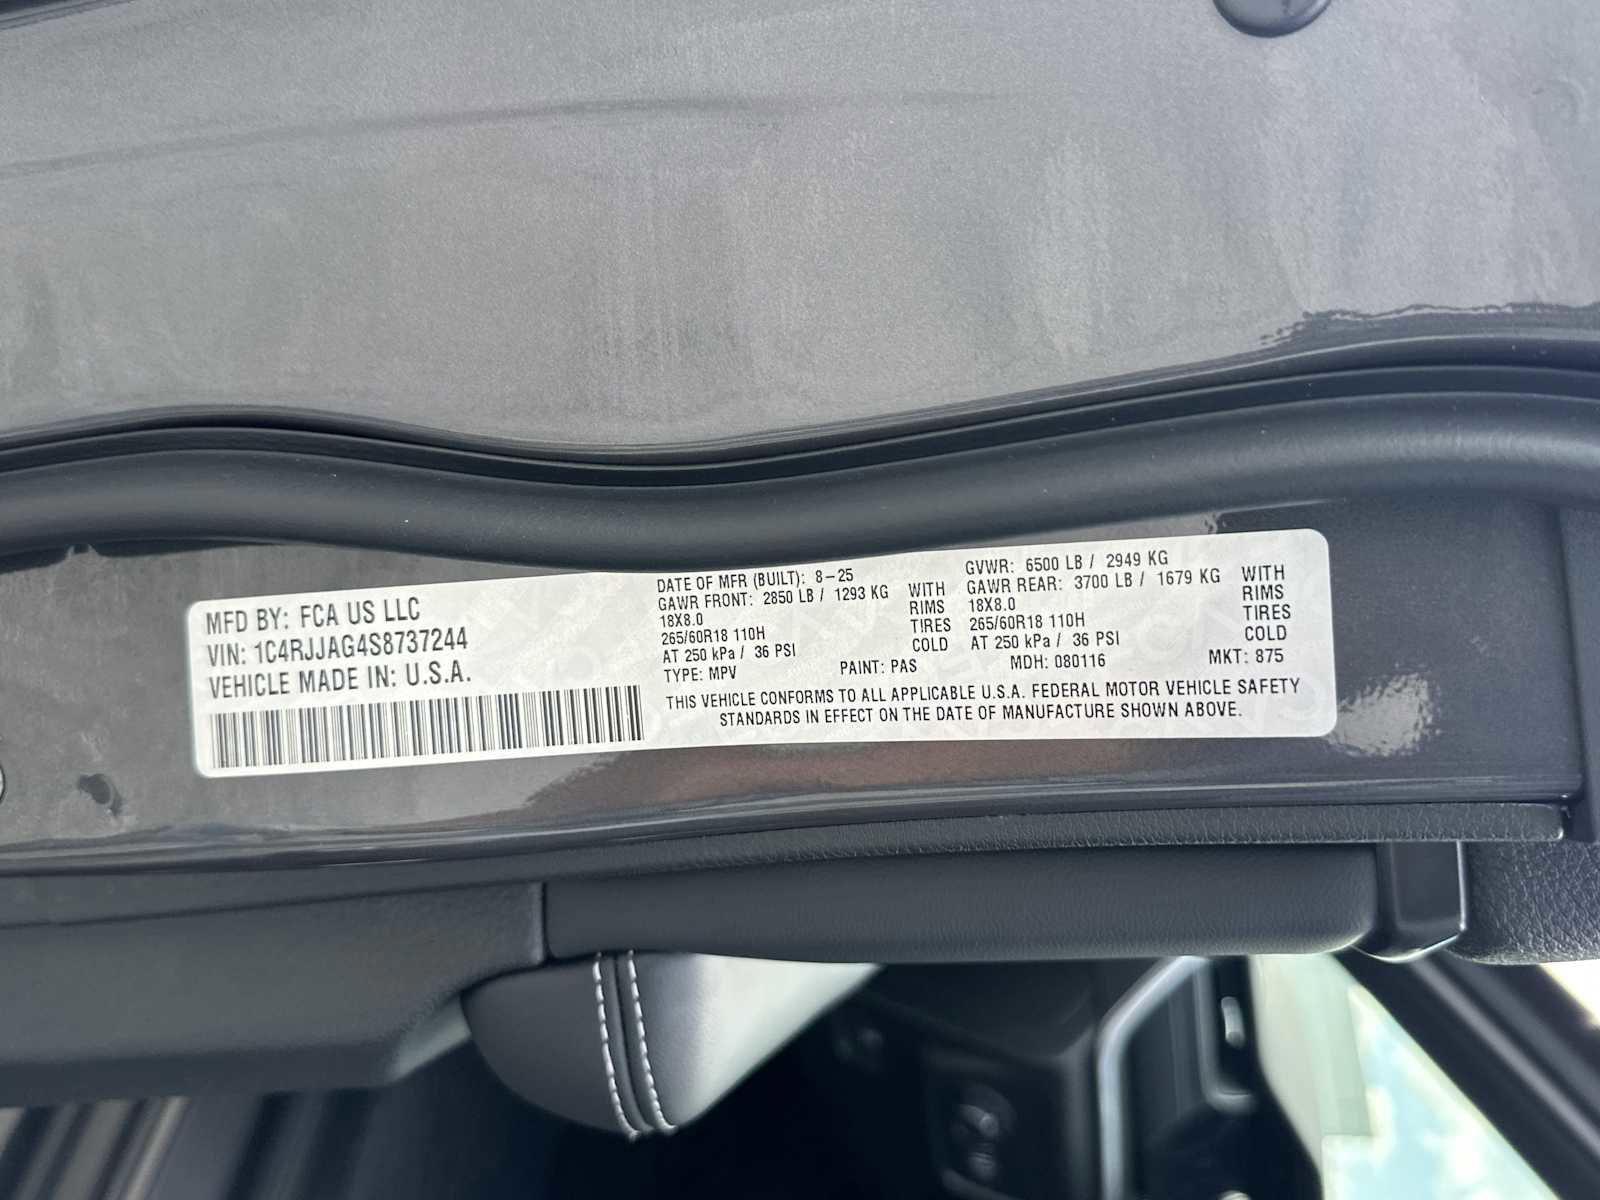 MFD BY: FCA US LLC
VIN: 1C4RJJAG4S8737244
VEHICLE MADE IN: U.S.A.
DATE OF MFR (BUILT): 8-25
GAWR FRONT: 2850 LB / 1293 KG WITH
18X8.0 RIMS
265/60R18 110H TIRES
AT 250 kPa / 36 PSI COLD
GVWR: 6500 LB / 2949 KG
GAWR REAR: 3700 LB / 1679 KG WITH
18X8.0 RIMS
265/60R18 110H TIRES
AT 250 kPa / 36 PSI COLD
TYPE: MPV PAINT: PAS MDH: 080116 MKT: 875
THIS VEHICLE CONFORMS TO ALL APPLICABLE U.S.A. FEDERAL MOTOR VEHICLE SAFETY
STANDARDS IN EFFECT ON THE DATE OF MANUFACTURE SHOWN ABOVE.